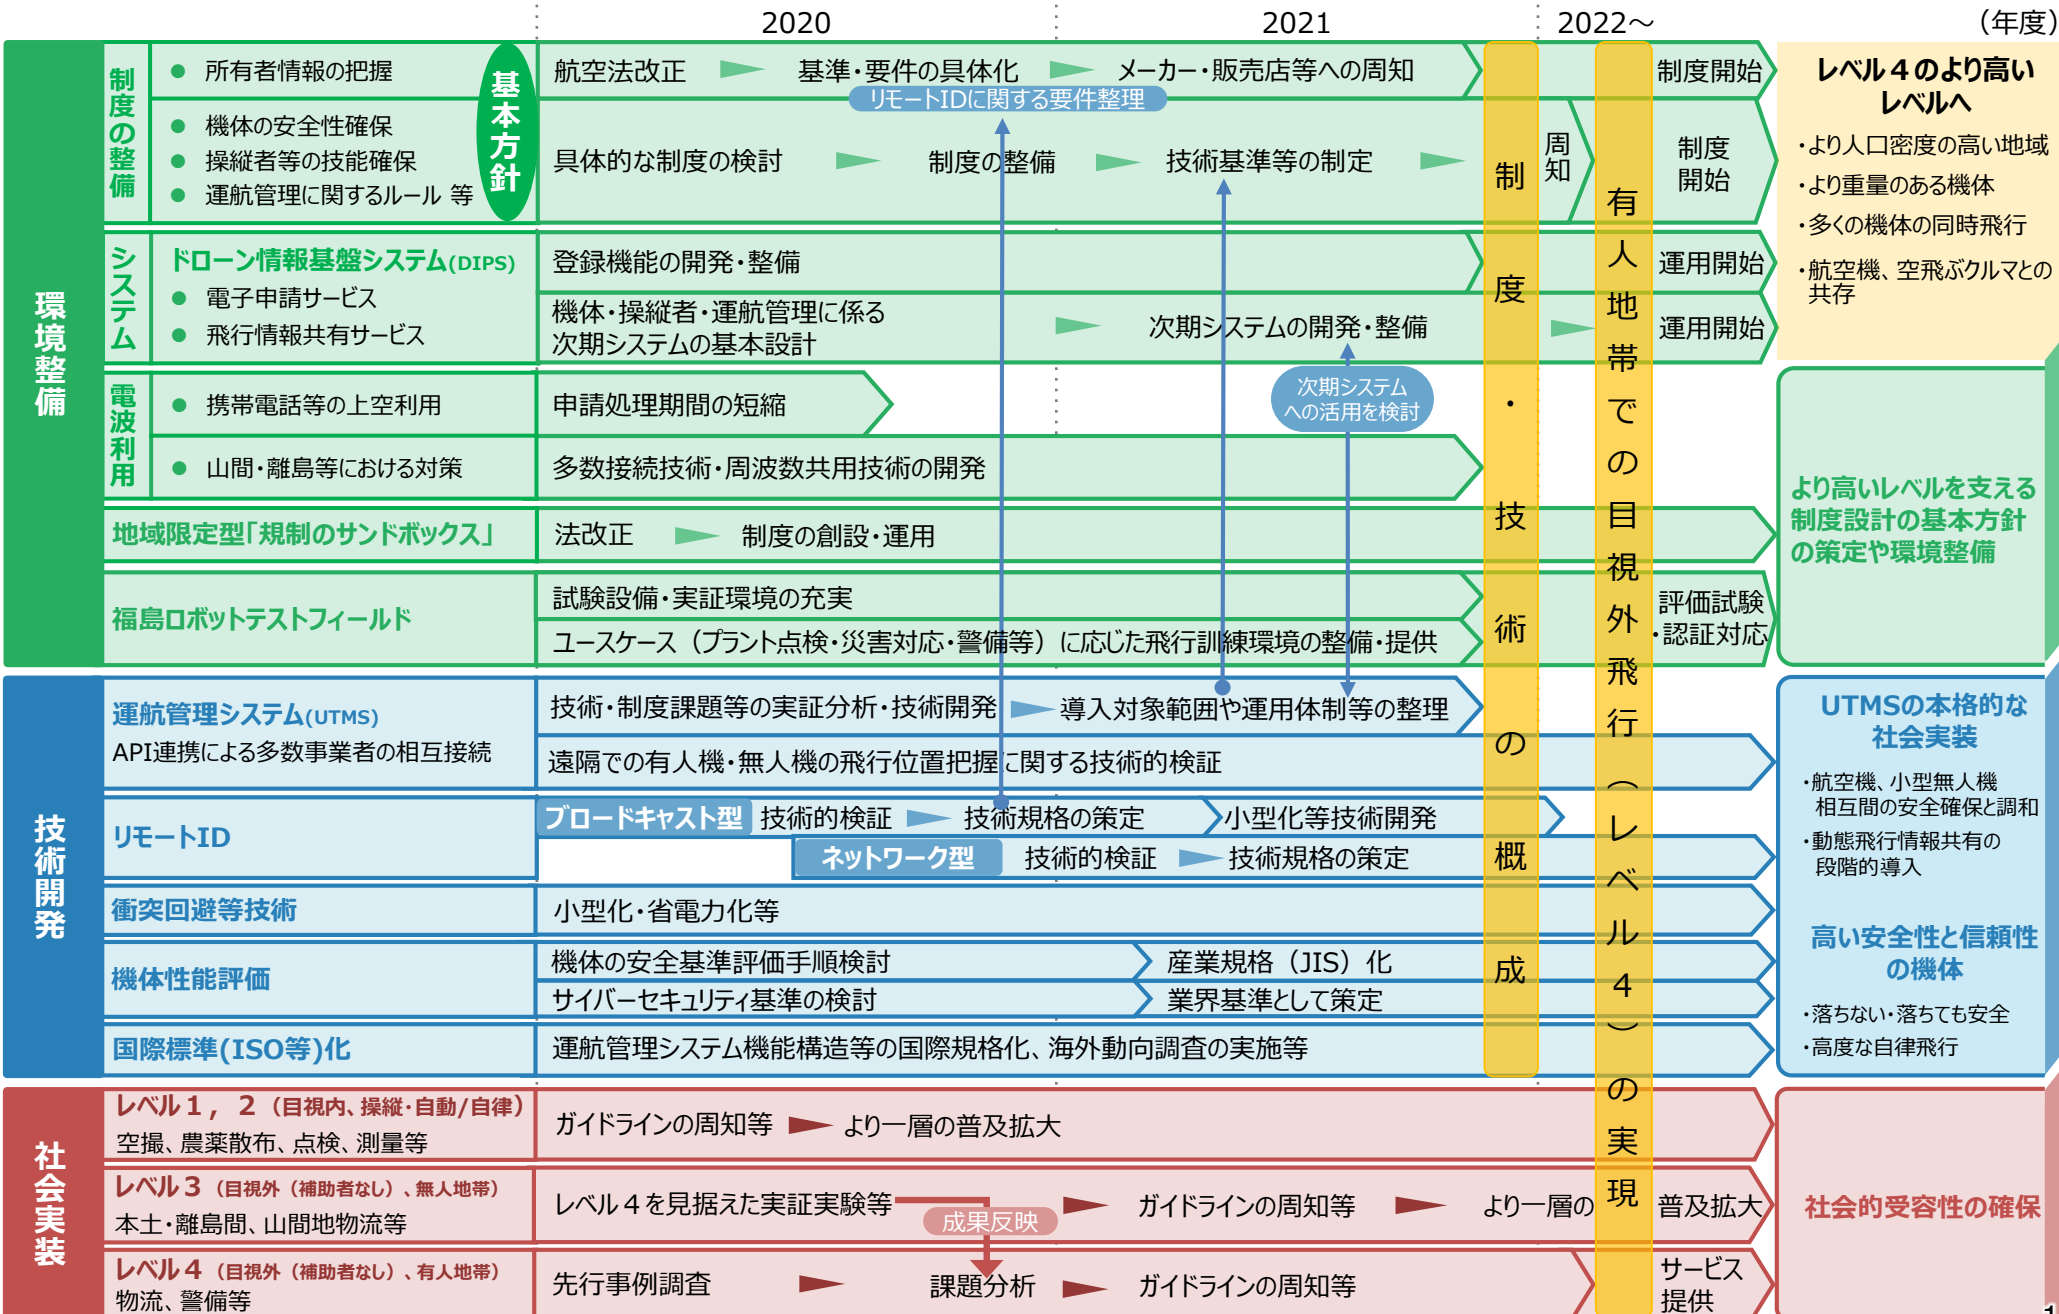 2020
2021
2022～
（年度）
環境整備
制度の整備
● 所有者情報の把握
● 機体の安全性確保
● 操縦者等の技能確保
● 運航管理に関するルール 等
基本方針
航空法改正
基準・要件の具体化
メーカー・販売店等への周知
制度開始
リモートIDに関する要件整理
具体的な制度の検討
制度の整備
技術基準等の制定
周知
制度
開始
システム
ドローン情報基盤システム(DIPS)
● 電子申請サービス
● 飛行情報共有サービス
登録機能の開発・整備
運用開始
機体・操縦者・運航管理に係る
次期システムの基本設計
次期システムの開発・整備
運用開始
電波利用
● 携帯電話等の上空利用
申請処理期間の短縮
次期システム
への活用を検討
● 山間・離島等における対策
多数接続技術・周波数共用技術の開発
地域限定型「規制のサンドボックス」
法改正
制度の創設・運用
福島ロボットテストフィールド
試験設備・実証環境の充実
ユースケース（プラント点検・災害対応・警備等）に応じた飛行訓練環境の整備・提供
評価試験
・認証対応
制度・技術の概成
有人地帯での目視外飛行（レベル４）の実現
レベル４のより高い
レベルへ
・より人口密度の高い地域
・より重量のある機体
・多くの機体の同時飛行
・航空機、空飛ぶクルマとの
共存
より高いレベルを支える
制度設計の基本方針
の策定や環境整備
技術開発
運航管理システム(UTMS)
API連携による多数事業者の相互接続
技術・制度課題等の実証分析・技術開発
導入対象範囲や運用体制等の整理
遠隔での有人機・無人機の飛行位置把握に関する技術的検証
リモートID
ブロードキャスト型
技術的検証
技術規格の策定
小型化等技術開発
ネットワーク型
技術的検証
技術規格の策定
衝突回避等技術
小型化・省電力化等
機体性能評価
機体の安全基準評価手順検討
産業規格（JIS）化
サイバーセキュリティ基準の検討
業界基準として策定
国際標準(ISO等)化
運航管理システム機能構造等の国際規格化、海外動向調査の実施等
UTMSの本格的な
社会実装
・航空機、小型無人機
相互間の安全確保と調和
・動態飛行情報共有の
段階的導入
高い安全性と信頼性
の機体
・落ちない・落ちても安全
・高度な自律飛行
社会実装
レベル１，２（目視内、操縦・自動/自律）
空撮、農薬散布、点検、測量等
ガイドラインの周知等
より一層の普及拡大
レベル３（目視外（補助者なし）、無人地帯）
本土・離島間、山間地物流等
レベル４を見据えた実証実験等
成果反映
ガイドラインの周知等
より一層の
普及拡大
レベル４（目視外（補助者なし）、有人地帯）
物流、警備等
先行事例調査
課題分析
ガイドラインの周知等
サービス
提供
社会的受容性の確保
1